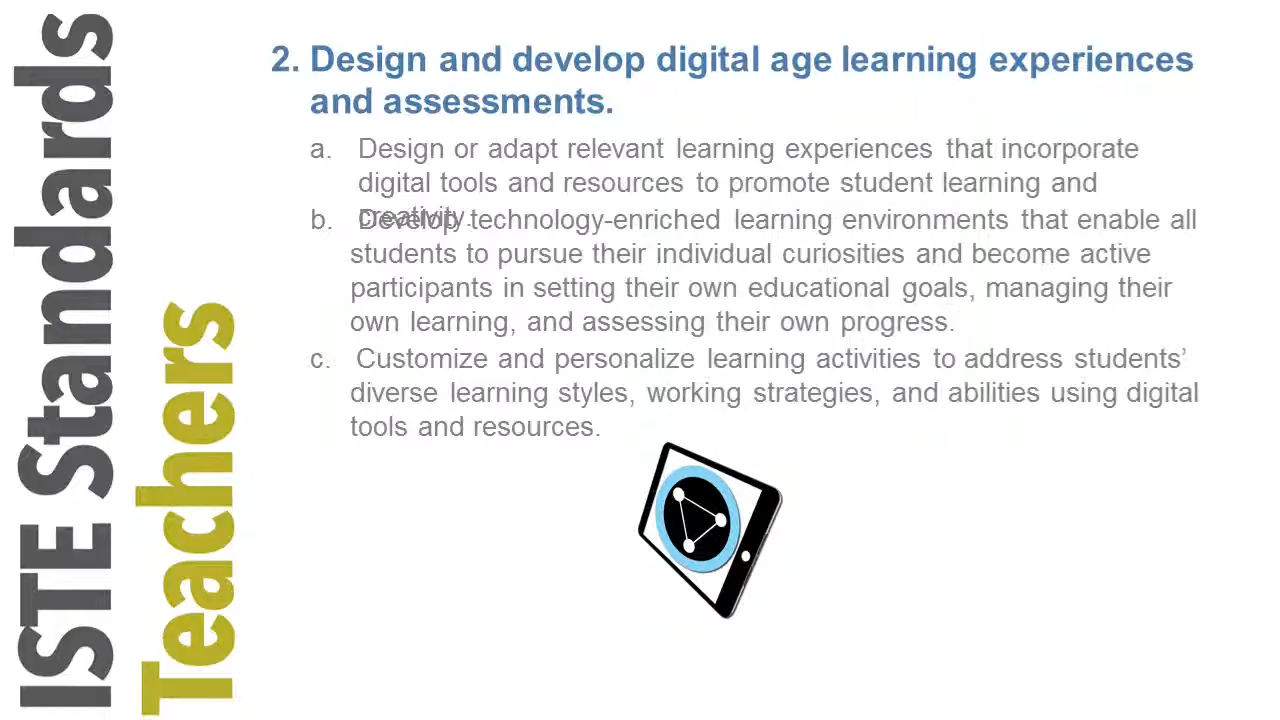 ISTE Standards
Teachers
2. Design and develop digital age learning experiences
and assessments.
a. Design or adapt relevant learning experiences that incorporate
digital tools and resources to promote student learning and
creativity.
b. Develop technology-enriched learning environments that enable all
students to pursue their individual curiosities and become active
participants in setting their own educational goals, managing their
own learning, and assessing their own progress.
c. Customize and personalize learning activities to address students’
diverse learning styles, working strategies, and abilities using digital
tools and resources.